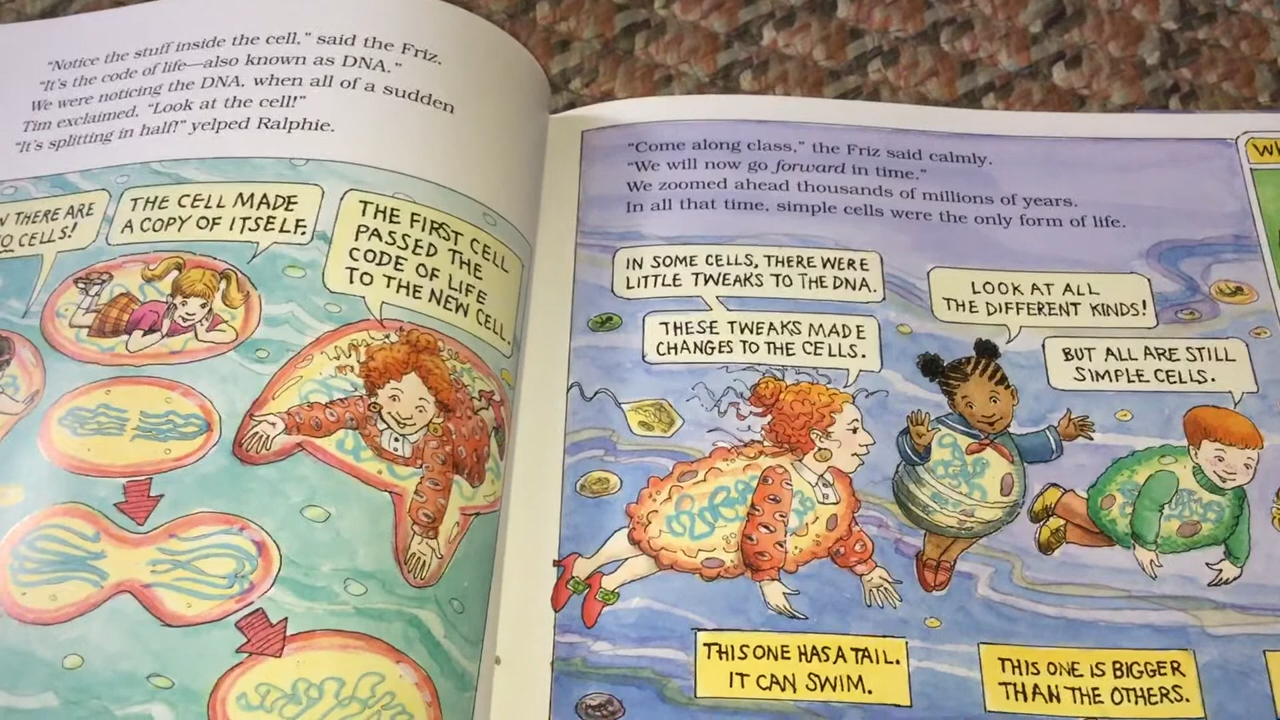 "Notice the stuff inside the cell," said the Friz.
"It's the code of life—also known as DNA."
We were noticing the DNA, when all of a sudden
Tim exclaimed, "Look at the cell!"
"It's splitting in half!" yelped Ralphie.
THERE ARE
CELLS!
THE CELL MADE
A COPY OF ITSELF.
THE FIRST CELL
PASSED THE
CODE OF LIFE
TO THE NEW CELL.
"Come along class," the Friz said calmly.
"We will now go forward in time."
We zoomed ahead thousands of millions of years.
In all that time, simple cells were the only form of life.
IN SOME CELLS, THERE WERE
LITTLE TWEAKS TO THE DNA.
THESE TWEAKS MADE
CHANGES TO THE CELLS.
LOOK AT ALL
THE DIFFERENT KINDS!
BUT ALL ARE STILL
SIMPLE CELLS.
THIS ONE HAS A TAIL.
IT CAN SWIM.
THIS ONE IS BIGGER
THAN THE OTHERS.